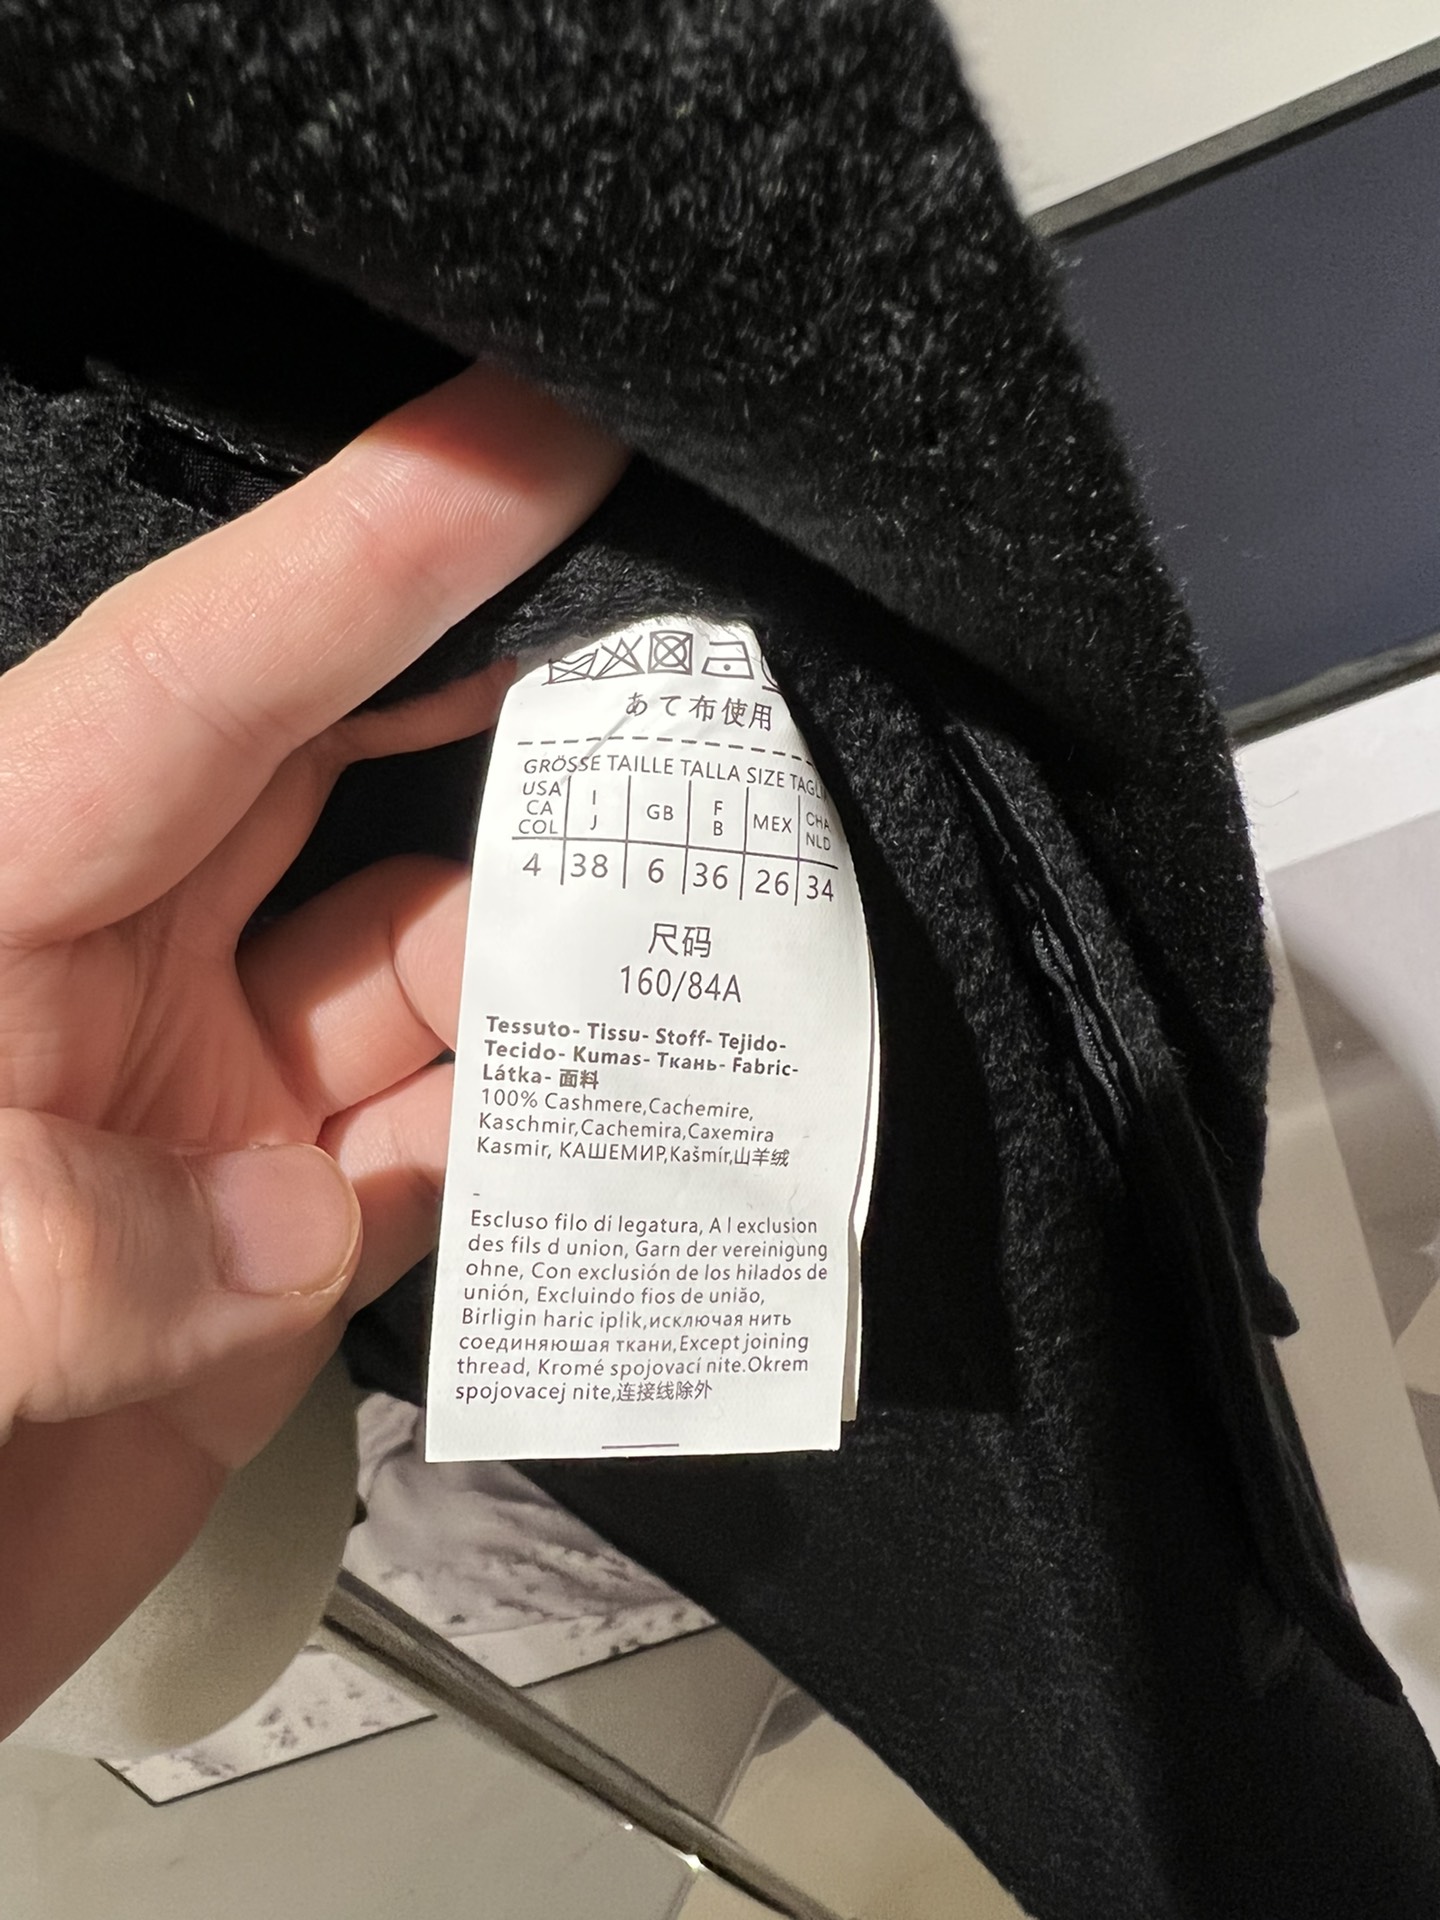 あて布使用
GRÖSSE TAILLE TALLA SIZE
USA CA COL | I J | GB | F B | MEX | CHA NLD
4 | 38 | 6 | 36 | 26 | 34
尺码
160/84A
Tessuto- Tissu- Stoff- Tejido-
Tecido- Kumas- Ткань- Fabric-
Látka- 面料
100% Cashmere,Cachemire,
Kaschmir,Cachemira,Caxemira
Kasmir, КАШЕМИР,Kašmír,山羊绒
-
Escluso filo di legatura, A l exclusion
des fils d union, Garn der vereinigung
ohne, Con exclusión de los hilados de
unión, Excluindo fios de uniăo,
Birligin haric iplik,исключая нить
соединяюшая ткани,Except joining
thread, Kromé spojovací nite.Okrem
spojovacej nite,连接线除外